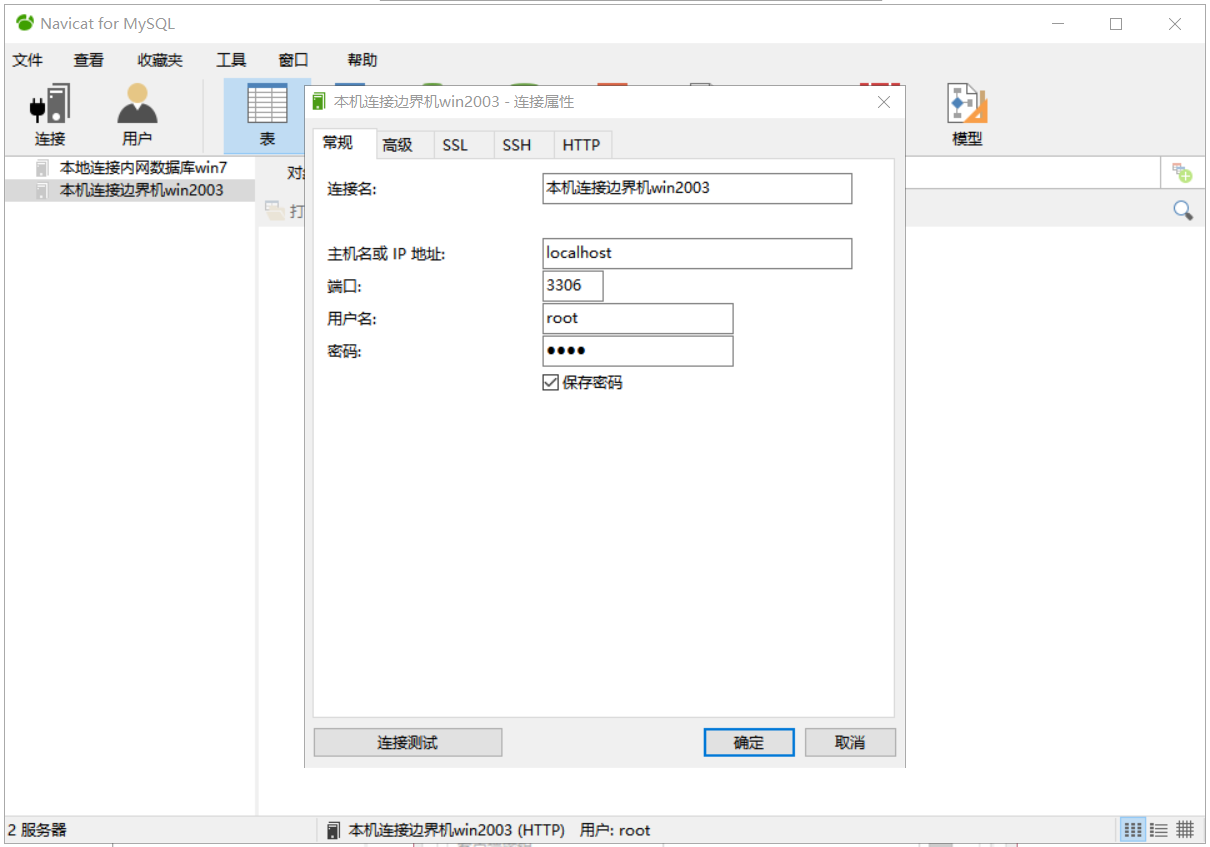 Navicat for MySQL
文件 查看 收藏夹 工具 窗口 帮助
连接 用户 表 模型
本地连接内网数据库win7
本机连接边界机win2003
对
打
本机连接边界机win2003 - 连接属性
常规 高级 SSL SSH HTTP
连接名: 本机连接边界机win2003
主机名或 IP 地址: localhost
端口: 3306
用户名: root
密码: ●●●●
保存密码
连接测试 确定 取消
2 服务器 本机连接边界机win2003 (HTTP) 用户: root